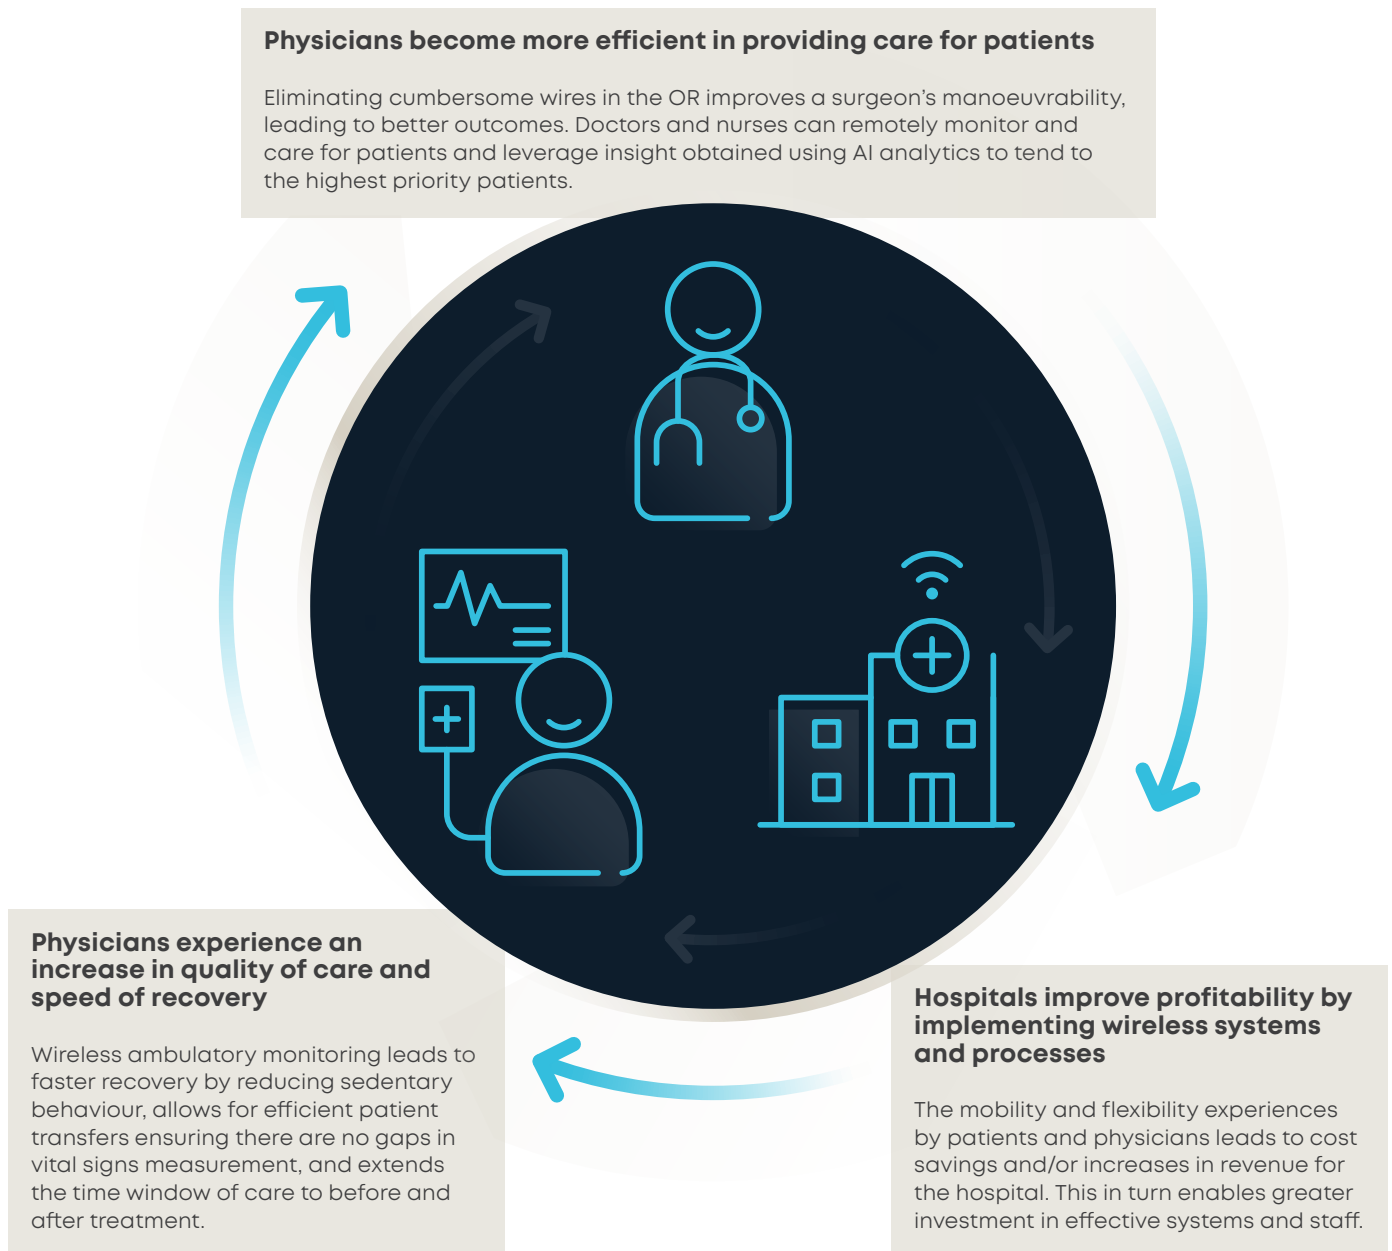 Physicians become more efficient in providing care for patients
Eliminating cumbersome wires in the OR improves a surgeon’s manoeuvrability,
leading to better outcomes. Doctors and nurses can remotely monitor and
care for patients and leverage insight obtained using AI analytics to tend to
the highest priority patients.
Physicians experience an
increase in quality of care and
speed of recovery
Wireless ambulatory monitoring leads to
faster recovery by reducing sedentary
behaviour, allows for efficient patient
transfers ensuring there are no gaps in
vital signs measurement, and extends
the time window of care to before and
after treatment.
Hospitals improve profitability by
implementing wireless systems
and processes
The mobility and flexibility experiences
by patients and physicians leads to cost
savings and/or increases in revenue for
the hospital. This in turn enables greater
investment in effective systems and staff.